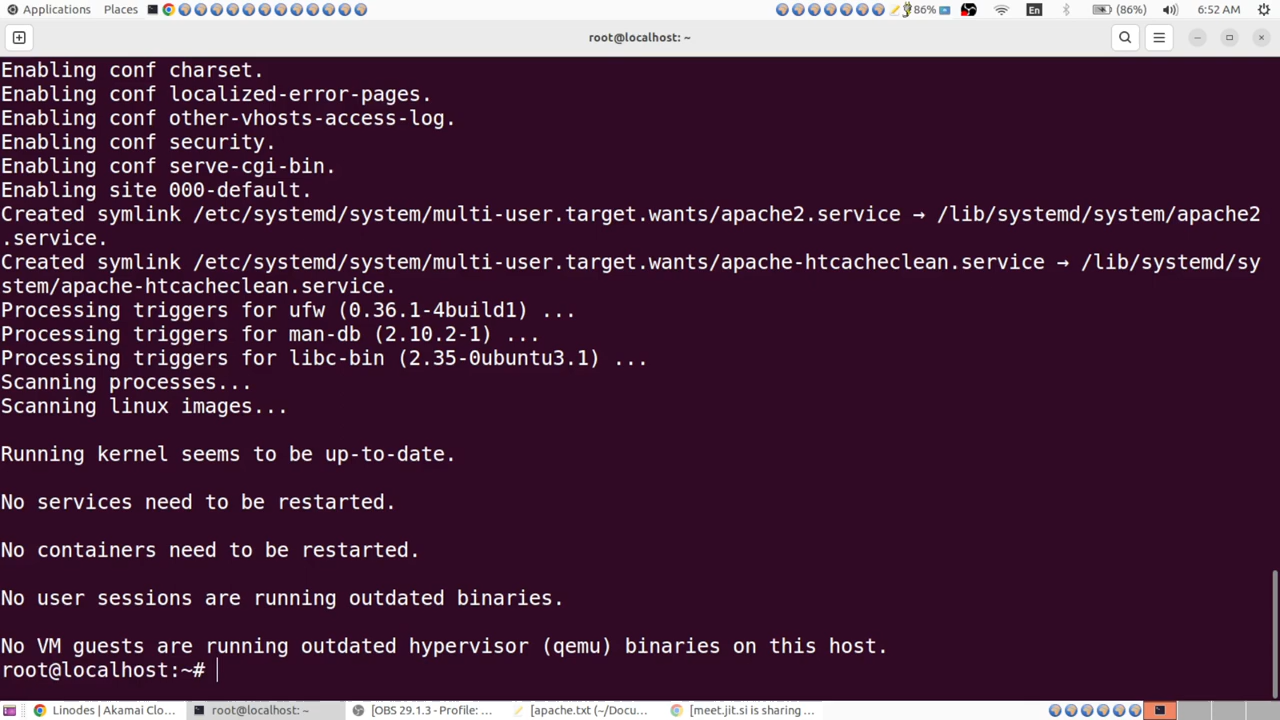 Applications Places 86% En (86%) 6:52 AM
root@localhost: ~
Enabling conf charset.
Enabling conf localized-error-pages.
Enabling conf other-vhosts-access-log.
Enabling conf security.
Enabling conf serve-cgi-bin.
Enabling site 000-default.
Created symlink /etc/systemd/system/multi-user.target.wants/apache2.service → /lib/systemd/system/apache2
.service.
Created symlink /etc/systemd/system/multi-user.target.wants/apache-htcacheclean.service → /lib/systemd/sy
stem/apache-htcacheclean.service.
Processing triggers for ufw (0.36.1-4build1) ...
Processing triggers for man-db (2.10.2-1) ...
Processing triggers for libc-bin (2.35-0ubuntu3.1) ...
Scanning processes...
Scanning linux images...
Running kernel seems to be up-to-date.
No services need to be restarted.
No containers need to be restarted.
No user sessions are running outdated binaries.
No VM guests are running outdated hypervisor (qemu) binaries on this host.
root@localhost:~#
Linodes | Akamai Clo... root@localhost: ~ [OBS 29.1.3 - Profile: ... [apache.txt (~/Docu... [meet.jit.si is sharing ...